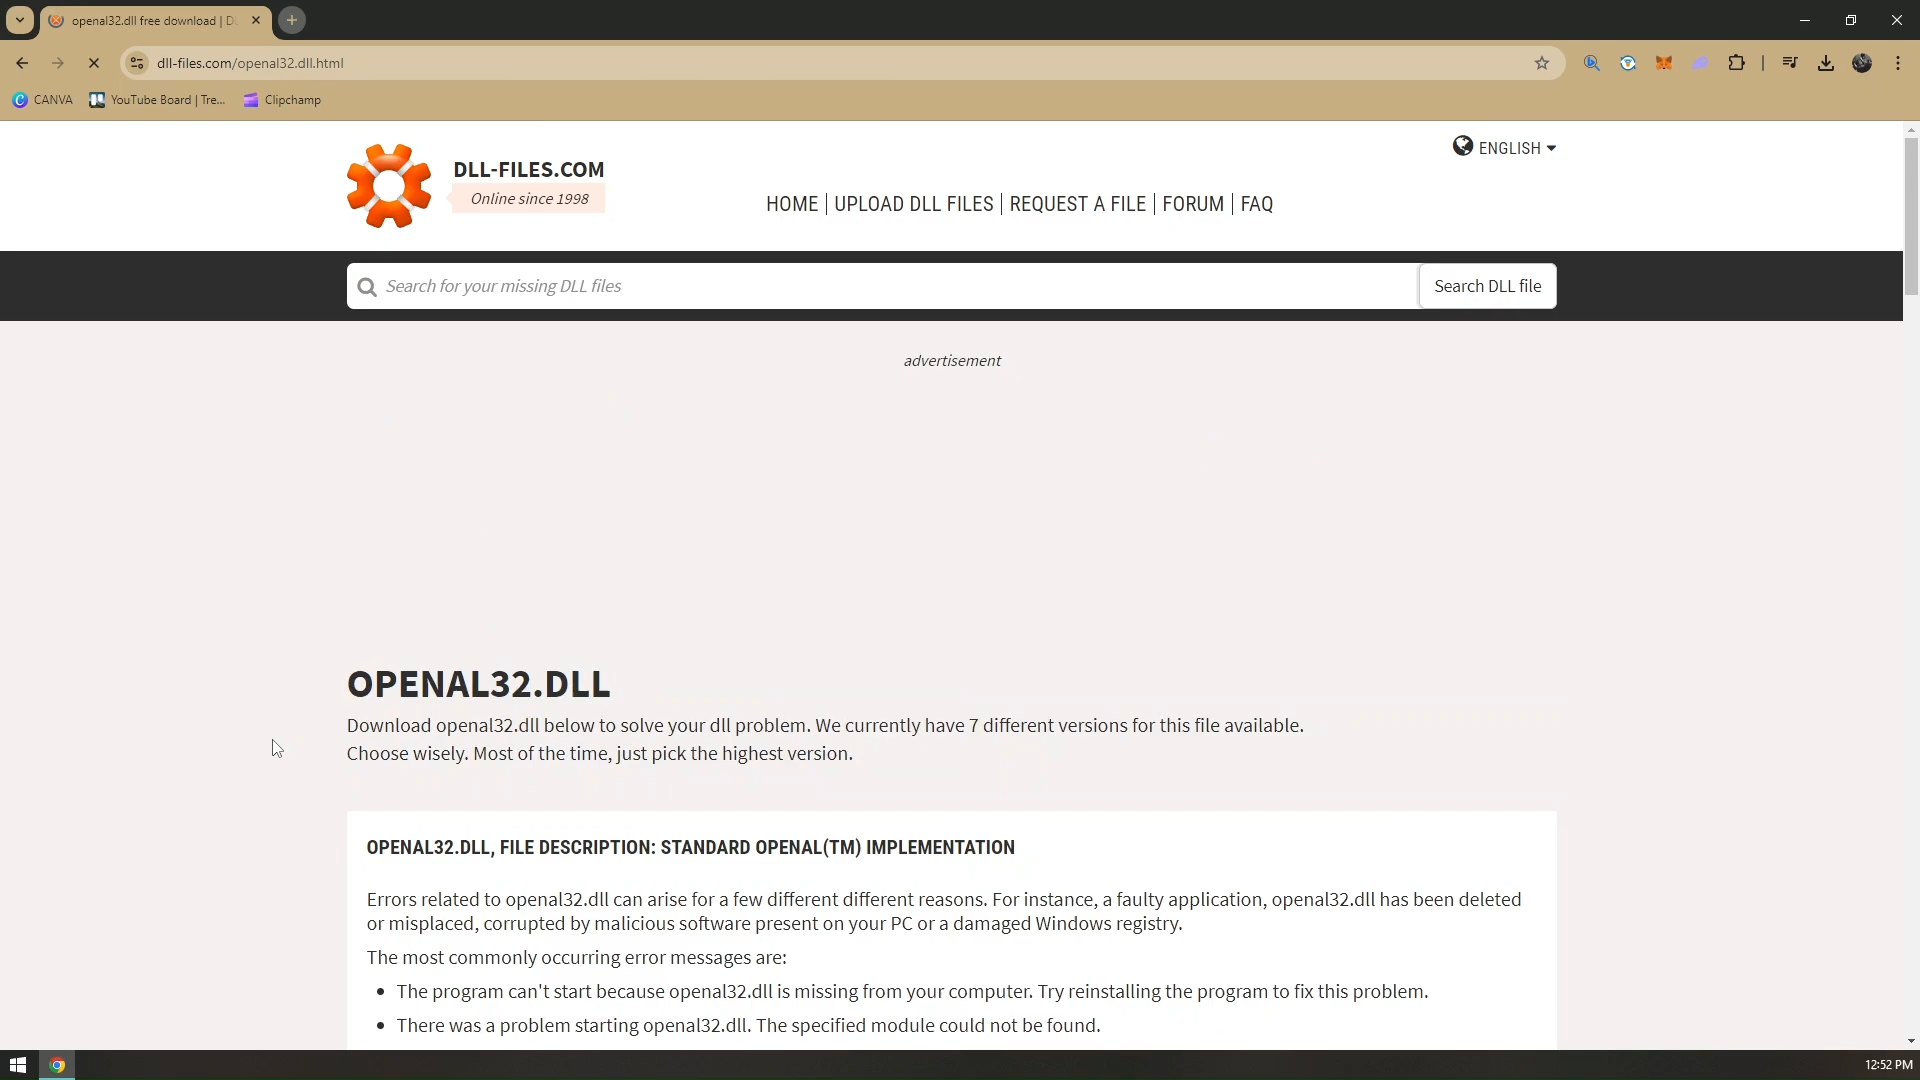 openal32.dll free download | D
dll-files.com/openal32.dll.html
CANVA
YouTube Board | Tre...
Clipchamp
ENGLISH
DLL-FILES.COM
Online since 1998
HOME | UPLOAD DLL FILES | REQUEST A FILE | FORUM | FAQ
Search for your missing DLL files
Search DLL file
advertisement
OPENAL32.DLL
Download openal32.dll below to solve your dll problem. We currently have 7 different versions for this file available.
Choose wisely. Most of the time, just pick the highest version.
OPENAL32.DLL, FILE DESCRIPTION: STANDARD OPENAL(TM) IMPLEMENTATION
Errors related to openal32.dll can arise for a few different different reasons. For instance, a faulty application, openal32.dll has been deleted
or misplaced, corrupted by malicious software present on your PC or a damaged Windows registry.
The most commonly occurring error messages are:
• The program can't start because openal32.dll is missing from your computer. Try reinstalling the program to fix this problem.
• There was a problem starting openal32.dll. The specified module could not be found.
12:52 PM